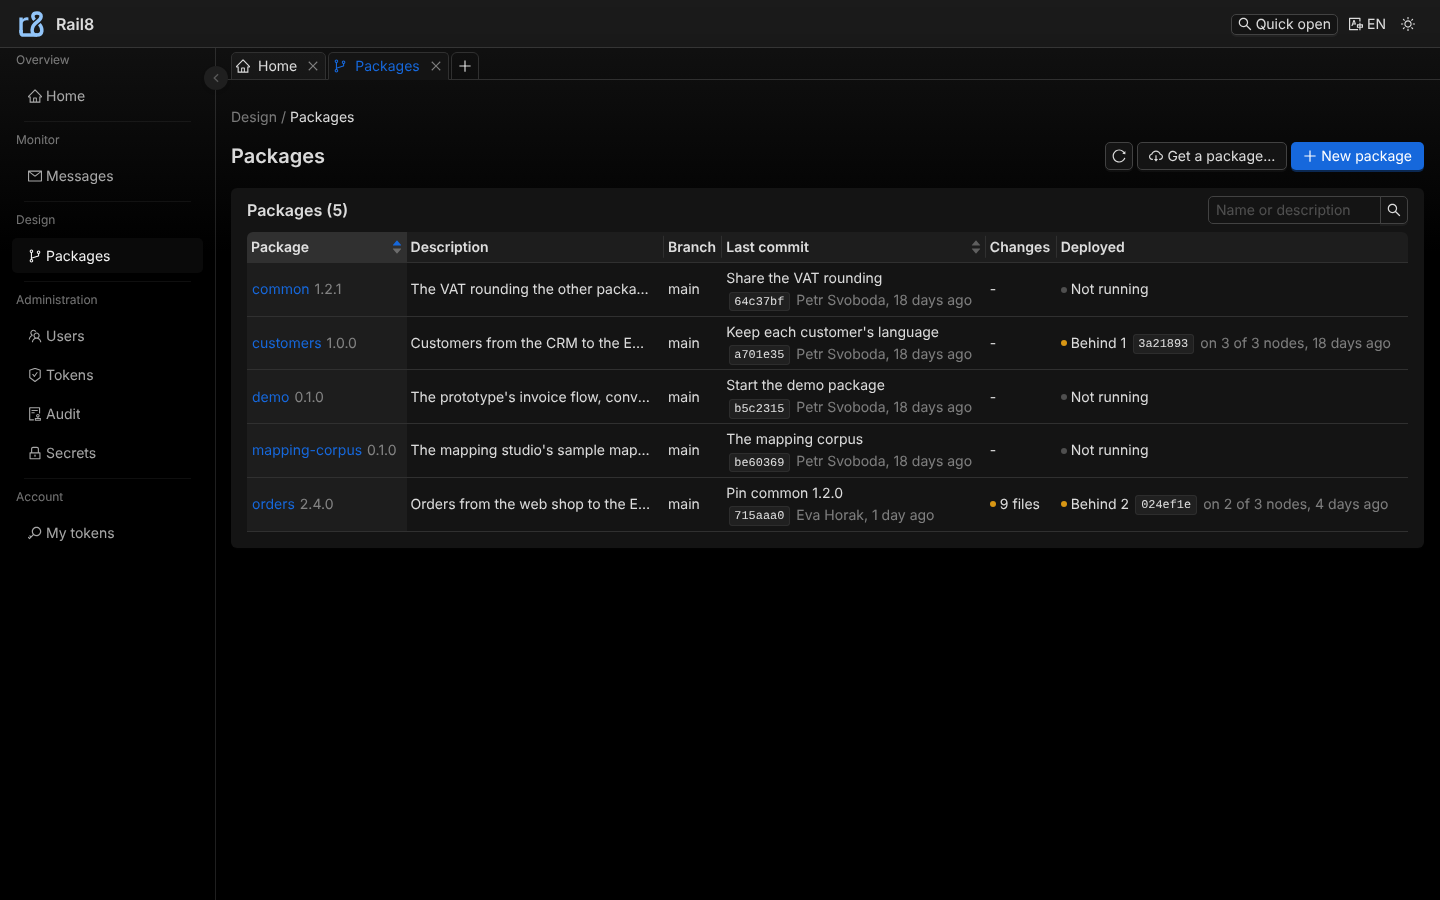 Rail8
Quick open
EN
Overview
Home
Monitor
Messages
Design
Packages
Administration
Users
Tokens
Audit
Secrets
Account
My tokens
Home
Packages
Design / Packages
Packages
Get a package...
New package
Packages (5)
Name or description
Package Description Branch Last commit Changes Deployed
common 1.2.1 The VAT rounding the other packa... main Share the VAT rounding - Not running
64c37bf Petr Svoboda, 18 days ago
customers 1.0.0 Customers from the CRM to the E... main Keep each customer's language - Behind 1 3a21893 on 3 of 3 nodes, 18 days ago
a701e35 Petr Svoboda, 18 days ago
demo 0.1.0 The prototype's invoice flow, conv... main Start the demo package - Not running
b5c2315 Petr Svoboda, 18 days ago
mapping-corpus 0.1.0 The mapping studio's sample map... main The mapping corpus - Not running
be60369 Petr Svoboda, 18 days ago
orders 2.4.0 Orders from the web shop to the E... main Pin common 1.2.0 9 files Behind 2 024ef1e on 2 of 3 nodes, 4 days ago
715aaa0 Eva Horak, 1 day ago